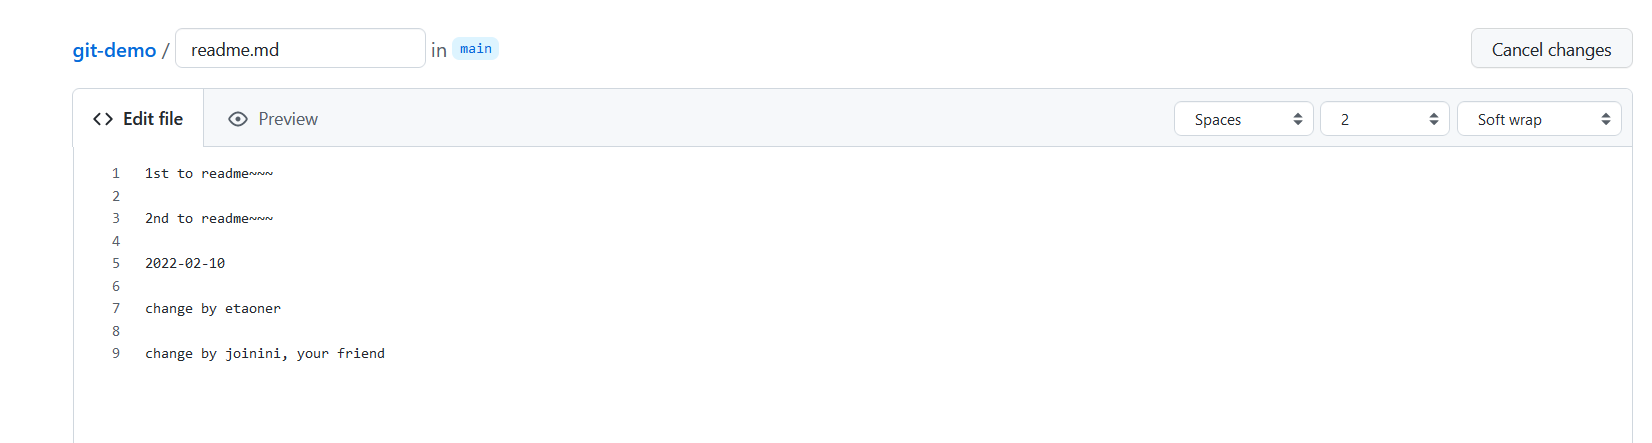 git-demo / readme.md in main Cancel changes
Edit file Preview Spaces 2 Soft wrap
1 1st to readme~~~
2
3 2nd to readme~~~
4
5 2022-02-10
6
7 change by etaoner
8
9 change by joinini, your friend